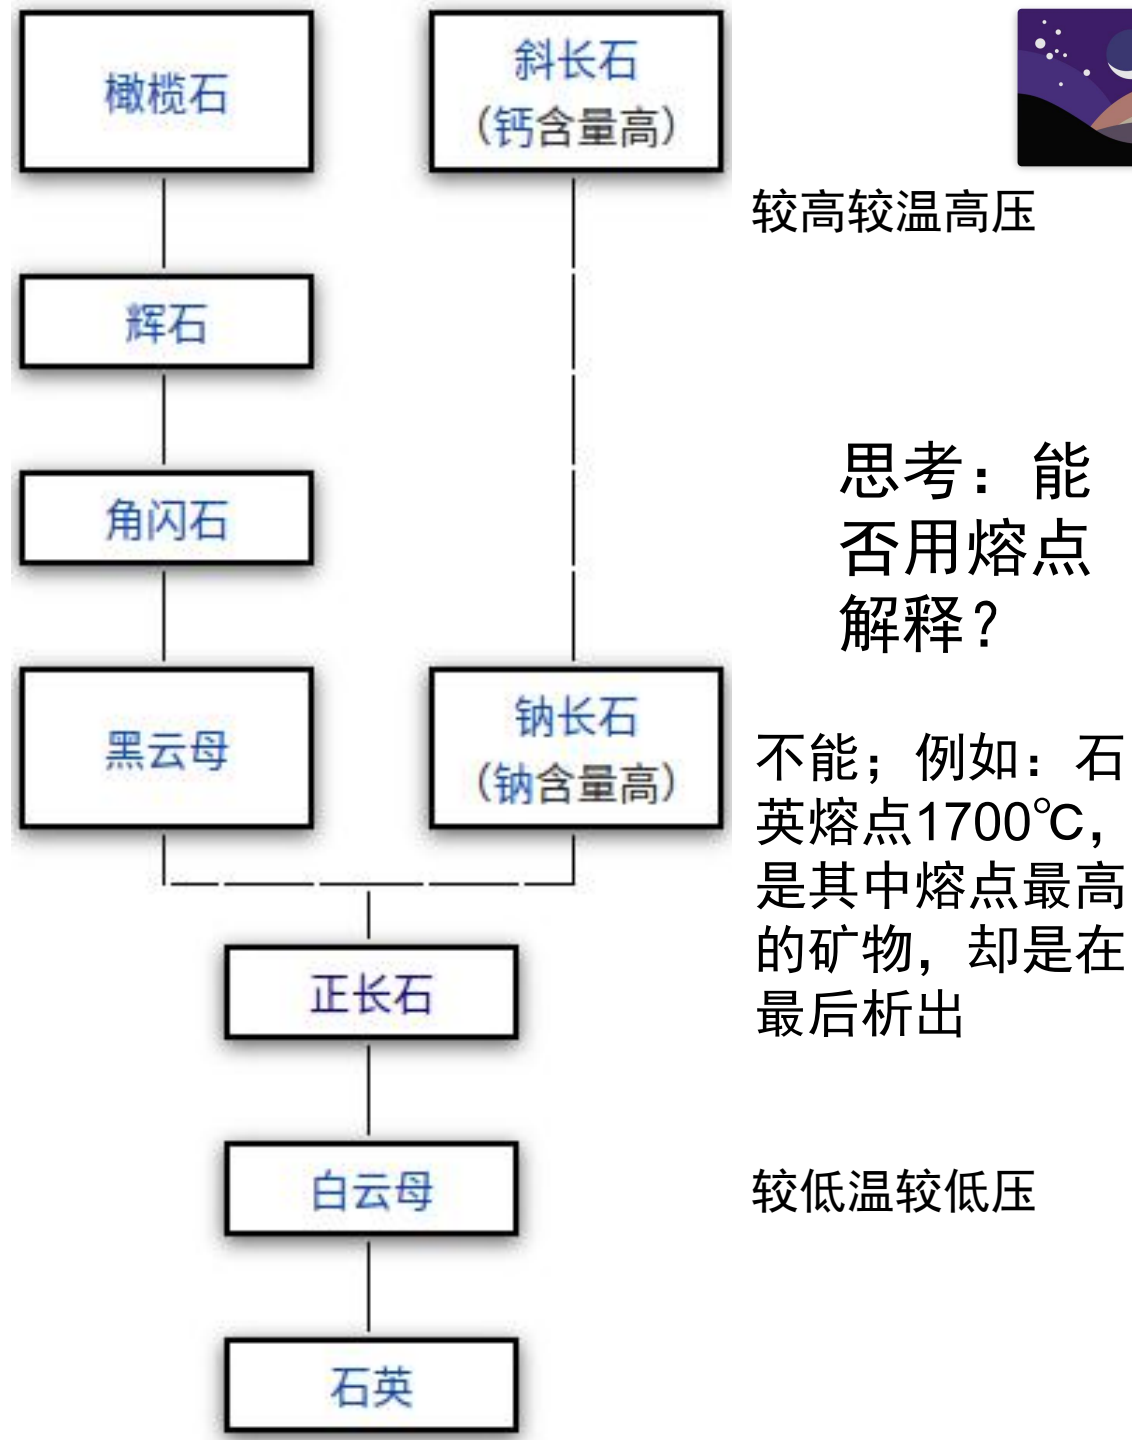 橄榄石
斜长石
（钙含量高）
较高较温高压
辉石
角闪石
思考：能
否用熔点
解释？
黑云母
钠长石
（钠含量高）
不能；例如：石
英熔点1700℃，
是其中熔点最高
的矿物，却是在
最后析出
正长石
白云母
较低温较低压
石英